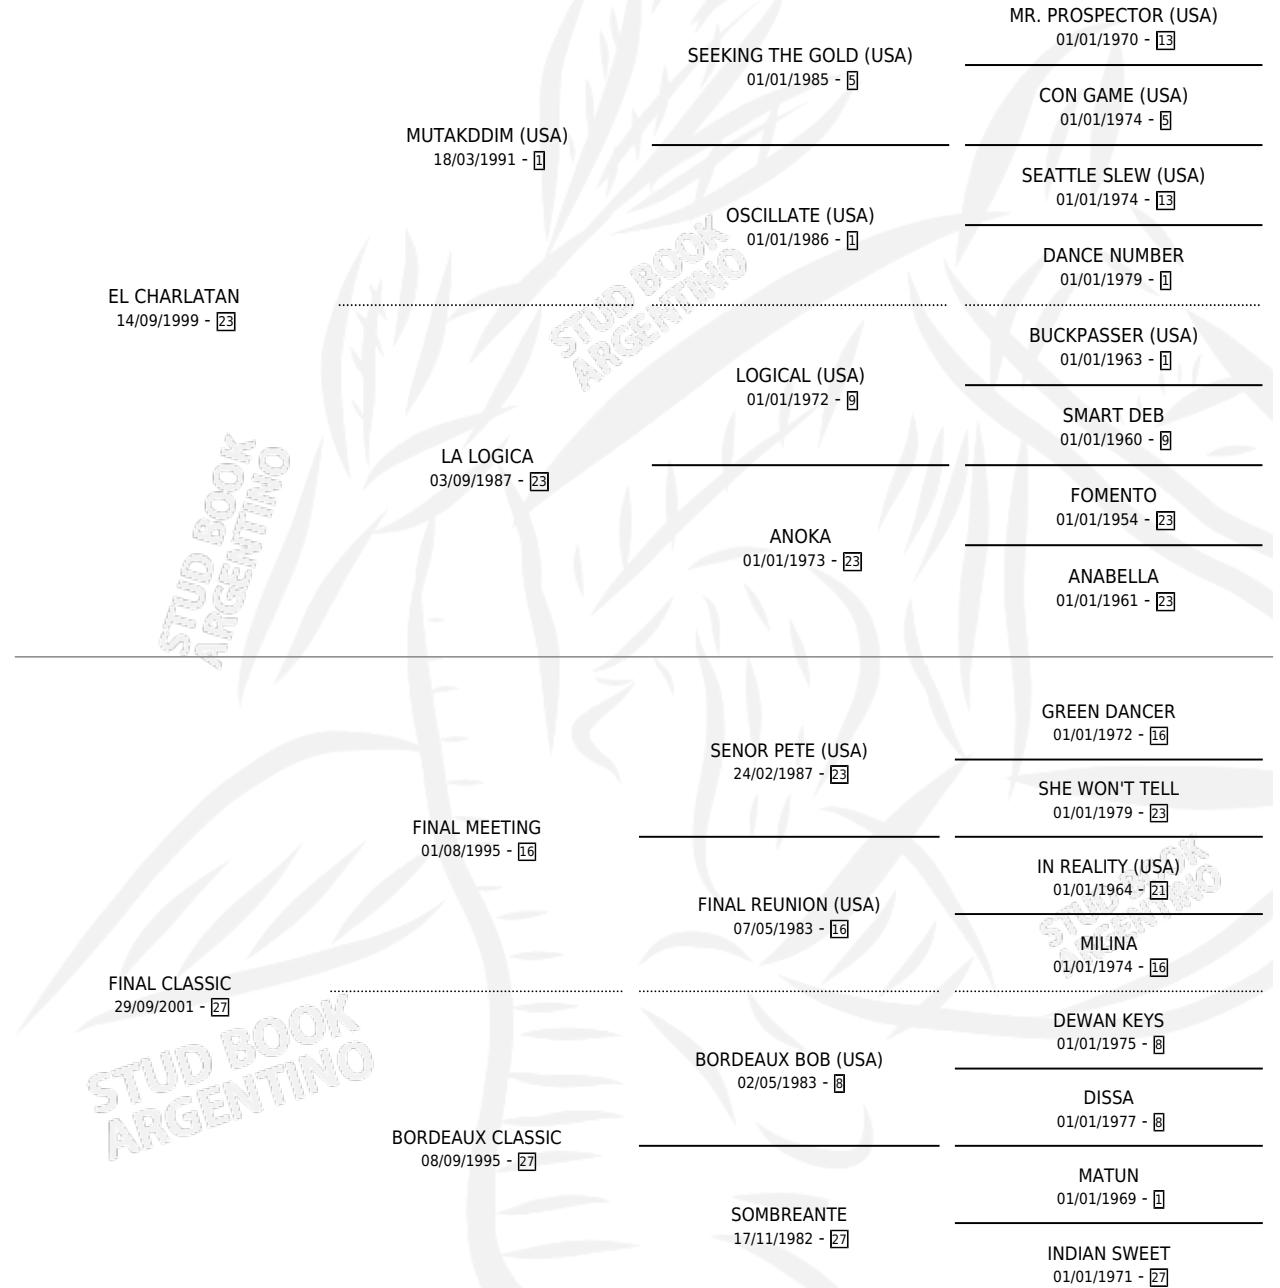 MR. PROSPECTOR (USA)
01/01/1970 - 13
SEEKING THE GOLD (USA)
01/01/1985 - 5
CON GAME (USA)
01/01/1974 - 5
MUTAKDDIM (USA)
18/03/1991 - 1
SEATTLE SLEW (USA)
01/01/1974 - 13
OSCILLATE (USA)
01/01/1986 - 1
DANCE NUMBER
01/01/1979 - 1
EL CHARLATAN
14/09/1999 - 23
BUCKPASSER (USA)
01/01/1963 - 1
LOGICAL (USA)
01/01/1972 - 9
SMART DEB
01/01/1960 - 9
LA LOGICA
03/09/1987 - 23
FOMENTO
01/01/1954 - 23
ANOKA
01/01/1973 - 23
ANABELLA
01/01/1961 - 23
GREEN DANCER
01/01/1972 - 16
SENOR PETE (USA)
24/02/1987 - 23
SHE WON'T TELL
01/01/1979 - 23
FINAL MEETING
01/08/1995 - 16
IN REALITY (USA)
01/01/1964 - 21
FINAL REUNION (USA)
07/05/1983 - 16
MILINA
01/01/1974 - 16
FINAL CLASSIC
29/09/2001 - 27
DEWAN KEYS
01/01/1975 - 8
BORDEAUX BOB (USA)
02/05/1983 - 8
DISSA
01/01/1977 - 8
BORDEAUX CLASSIC
08/09/1995 - 27
MATUN
01/01/1969 - 1
SOMBREANTE
17/11/1982 - 27
INDIAN SWEET
01/01/1971 - 27
STUD BOOK
ARGENTINO
STUD BOOK
ARGENTINO
STUD BOOK
ARGENTINO
STUD BOOK
ARGENTINO